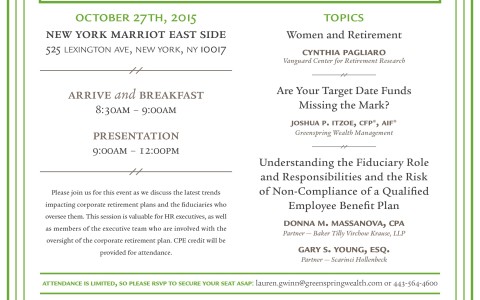 OCTOBER 27TH, 2015
NEW YORK MARRIOT EAST SIDE
525 LEXINGTON AVE, NEW YORK, NY 10017
ARRIVE and BREAKFAST
8:30AM – 9:00AM
PRESENTATION
9:00AM – 12:00PM
Please join us for this event as we discuss the latest trends
impacting corporate retirement plans and the fiduciaries who
oversee them. This session is valuable for HR executives, as well
as members of the executive team who are involved with the
oversight of the corporate retirement plan. CPE credit will be
provided for attendance.
TOPICS
Women and Retirement
CYNTHIA PAGLIARO
Vanguard Center for Retirement Research
Are Your Target Date Funds
Missing the Mark?
JOSHUA P. ITZOE, CFP®, AIF®
Greenspring Wealth Management
Understanding the Fiduciary Role
and Responsibilities and the Risk
of Non-Compliance of a Qualified
Employee Benefit Plan
DONNA M. MASSANOVA, CPA
Partner — Baker Tilly Virchow Krause, LLP
GARY S. YOUNG, ESQ.
Partner — Scarinci Hollenbeck
ATTENDANCE IS LIMITED, SO PLEASE RSVP TO SECURE YOUR SEAT ASAP: lauren.gwinn@greenspringwealth.com or 443-564-4600